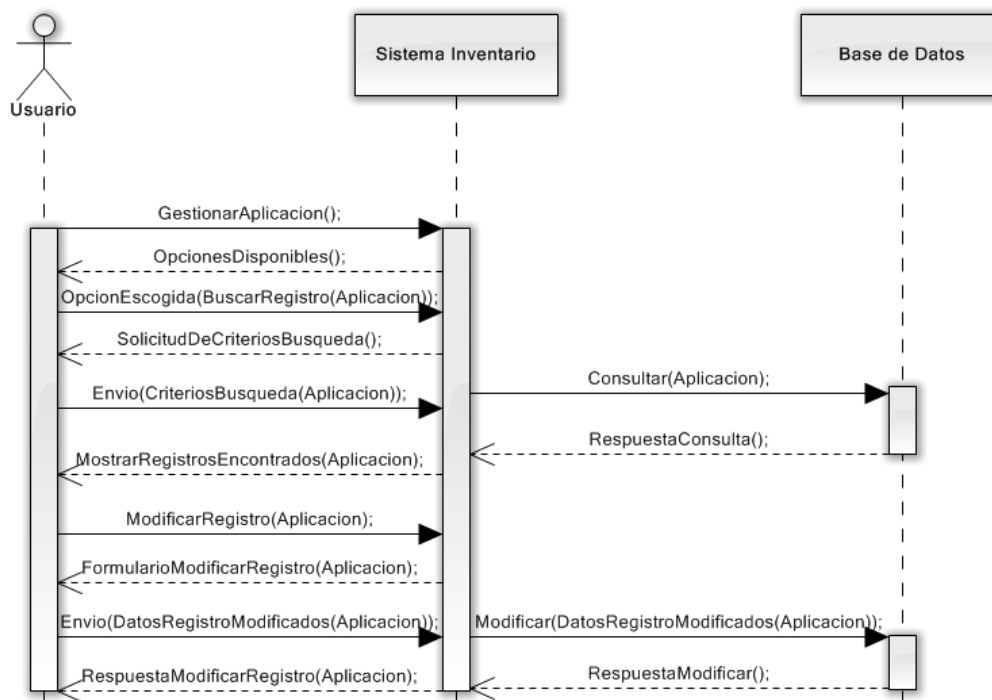 Usuario
Sistema Inventario
Base de Datos
GestionarAplicacion();
OpcionesDisponibles();
OpcionEscogida(BuscarRegistro(Aplicacion));
SolicitudDeCriteriosBusqueda();
Envio(CriteriosBusqueda(Aplicacion));
Consultar(Aplicacion);
RespuestaConsulta();
MostrarRegistrosEncontrados(Aplicacion);
ModificarRegistro(Aplicacion);
FormularioModificarRegistro(Aplicacion);
Envio(DatosRegistroModificados(Aplicacion));
Modificar(DatosRegistroModificados(Aplicacion));
RespuestaModificar();
RespuestaModificarRegistro(Aplicacion);